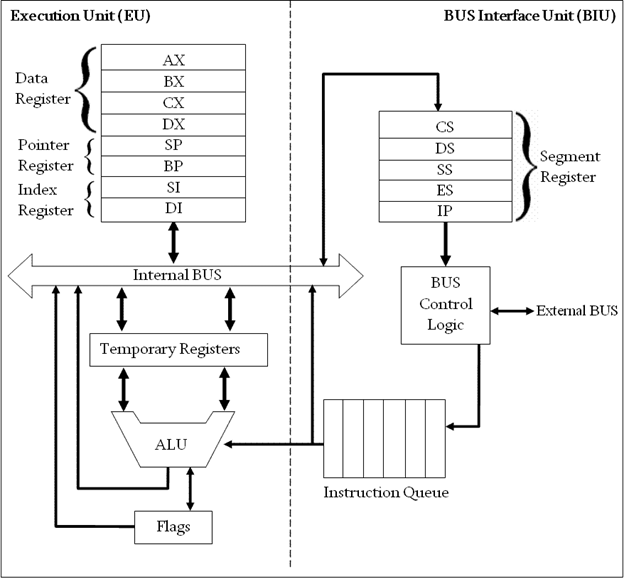 Execution Unit (EU)
BUS Interface Unit (BIU)
Data
Register
AX
BX
CX
DX
Pointer
Register
SP
BP
Index
Register
SI
DI
CS
DS
SS
ES
IP
Segment
Register
Internal BUS
BUS
Control
Logic
External BUS
Temporary Registers
ALU
Instruction Queue
Flags